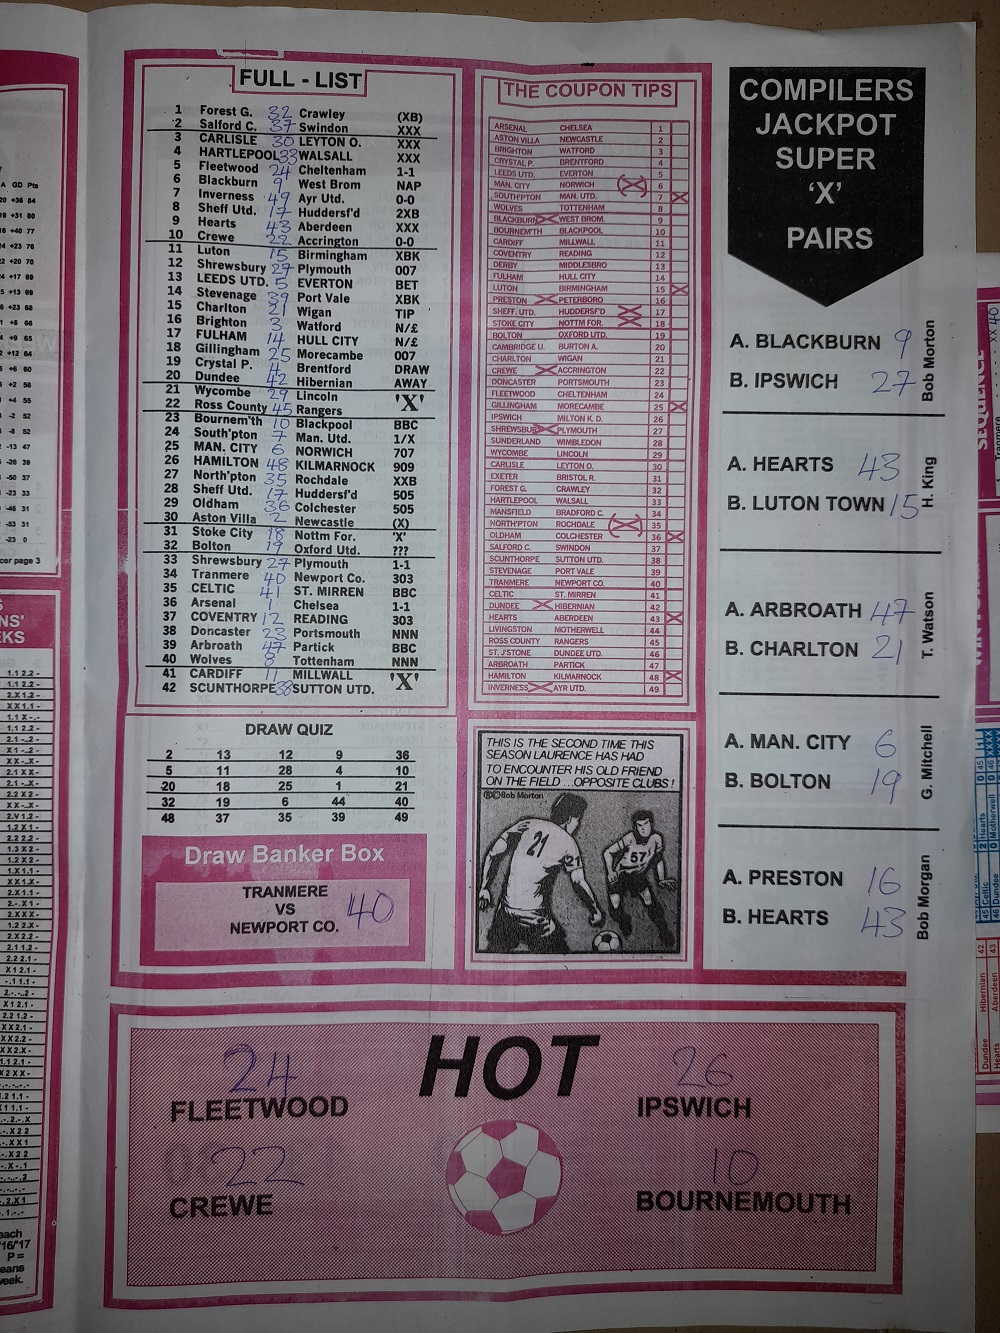 FULL - LIST
1 Forest G. 32 Crawley (XB)
2 Salford C. 37 Swindon XXX
3 CARLISLE 30 LEYTON O. XXX
4 HARTLEPOOL 33 WALSALL XXX
5 Fleetwood 24 Cheltenham 1-1
6 Blackburn 9 West Brom NAP
7 Inverness 49 Ayr Utd. 0-0
8 Sheff Utd. 17 Huddersf'd 2XB
9 Hearts 43 Aberdeen XXX
10 Crewe 22 Accrington 0-0
11 Luton 15 Birmingham XBK
12 Shrewsbury 27 Plymouth 007
13 LEEDS UTD. 5 EVERTON BET
14 Stevenage 39 Port Vale XBK
15 Charlton 21 Wigan TIP
16 Brighton 3 Watford N/£
17 FULHAM 14 HULL CITY N/£
18 Gillingham 25 Morecambe 007
19 Crystal P. 4 Brentford DRAW
20 Dundee 42 Hibernian AWAY
21 Wycombe 29 Lincoln
22 Ross County 45 Rangers 'X'
23 Bournem'th 10 Blackpool BBC
24 South'pton 7 Man. Utd. 1/X
25 MAN. CITY 6 NORWICH 707
26 HAMILTON 48 KILMARNOCK 909
27 North'pton 35 Rochdale XXB
28 Sheff Utd. 17 Huddersf'd 505
29 Oldham 36 Colchester 505
30 Aston Villa 2 Newcastle (X)
31 Stoke City 18 Nottm For. 'X'
32 Bolton 19 Oxford Utd. ???
33 Shrewsbury 27 Plymouth 1-1
34 Tranmere 40 Newport Co. 303
35 CELTIC 41 ST. MIRREN BBC
36 Arsenal 1 Chelsea 1-1
37 COVENTRY 12 READING 303
38 Doncaster 23 Portsmouth NNN
39 Arbroath 47 Partick BBC
40 Wolves 8 Tottenham NNN
41 CARDIFF 11 MILLWALL
42 SCUNTHORPE 38 SUTTON UTD. 'X'
THE COUPON TIPS
ARSENAL CHELSEA 1
ASTON VILLA NEWCASTLE 2
BRIGHTON WATFORD 3
CRYSTAL P. BRENTFORD 4
LEEDS UTD. EVERTON 5
MAN. CITY NORWICH (X) 6
SOUTH'PTON MAN. UTD. 7 X
WOLVES TOTTENHAM 8
BLACKBURN X WEST BROM. 9
BOURNEM'TH BLACKPOOL 10
CARDIFF MILLWALL 11
COVENTRY READING 12
DERBY MIDDLESBRO 13
FULHAM HULL CITY 14
LUTON BIRMINGHAM 15 X
PRESTON X PETERBORO 16
SHEFF. UTD. HUDDERSF'D X 17
STOKE CITY NOTTM FOR. X 18
BOLTON OXFORD UTD. 19
CAMBRIDGE U. BURTON A. 20
CHARLTON WIGAN 21
CREWE X ACCRINGTON 22
DONCASTER PORTSMOUTH 23
FLEETWOOD CHELTENHAM 24
GILLINGHAM MORECAMBE 25 X
IPSWICH MILTON K. D. 26
SHREWSBURY X PLYMOUTH 27
SUNDERLAND WIMBLEDON 28
WYCOMBE LINCOLN 29
CARLISLE LEYTON O. 30
EXETER BRISTOL R. 31
FOREST G. CRAWLEY 32
HARTLEPOOL WALSALL 33
MANSFIELD BRADFORD C. 34
NORTH'PTON ROCHDALE (X) 35
OLDHAM COLCHESTER 36 X
SALFORD C. SWINDON 37
SCUNTHORPE SUTTON UTD. 38
STEVENAGE PORT VALE 39
TRANMERE NEWPORT CO. 40
CELTIC ST. MIRREN 41
DUNDEE X HIBERNIAN 42
HEARTS ABERDEEN 43 X
LIVINGSTON MOTHERWELL 44
ROSS COUNTY RANGERS 45
ST. J'STONE DUNDEE UTD. 46
ARBROATH PARTICK 47
HAMILTON KILMARNOCK 48 X
INVERNESS X AYR UTD. 49
COMPILERS
JACKPOT
SUPER
'X'
PAIRS
A. BLACKBURN 9
B. IPSWICH 27
Bob Morton
A. HEARTS 43
B. LUTON TOWN 15
H. King
A. ARBROATH 47
B. CHARLTON 21
T. Watson
A. MAN. CITY 6
B. BOLTON 19
G. Mitchell
A. PRESTON 16
B. HEARTS 43
Bob Morgan
DRAW QUIZ
2 13 12 9 36
5 11 28 4 10
20 18 25 1 21
32 19 6 44 40
48 37 35 39 49
Draw Banker Box
TRANMERE
VS 40
NEWPORT CO.
THIS IS THE SECOND TIME THIS
SEASON LAURENCE HAS HAD
TO ENCOUNTER HIS OLD FRIEND
ON THE FIELD ...OPPOSITE CLUBS !
© Bob Morton
21
21
57
HOT
24
FLEETWOOD
26
IPSWICH
22
CREWE
10
BOURNEMOUTH